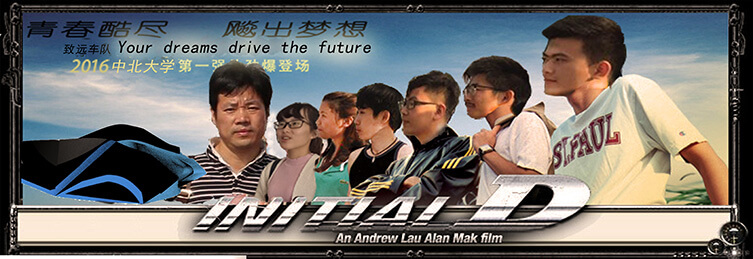 青春酷尽 飚出梦想
致远车队 Your dreams drive the future
2016中北大学第一强 爆登场
ST.PAUL
INITIAL D
An Andrew Lau Alan Mak film